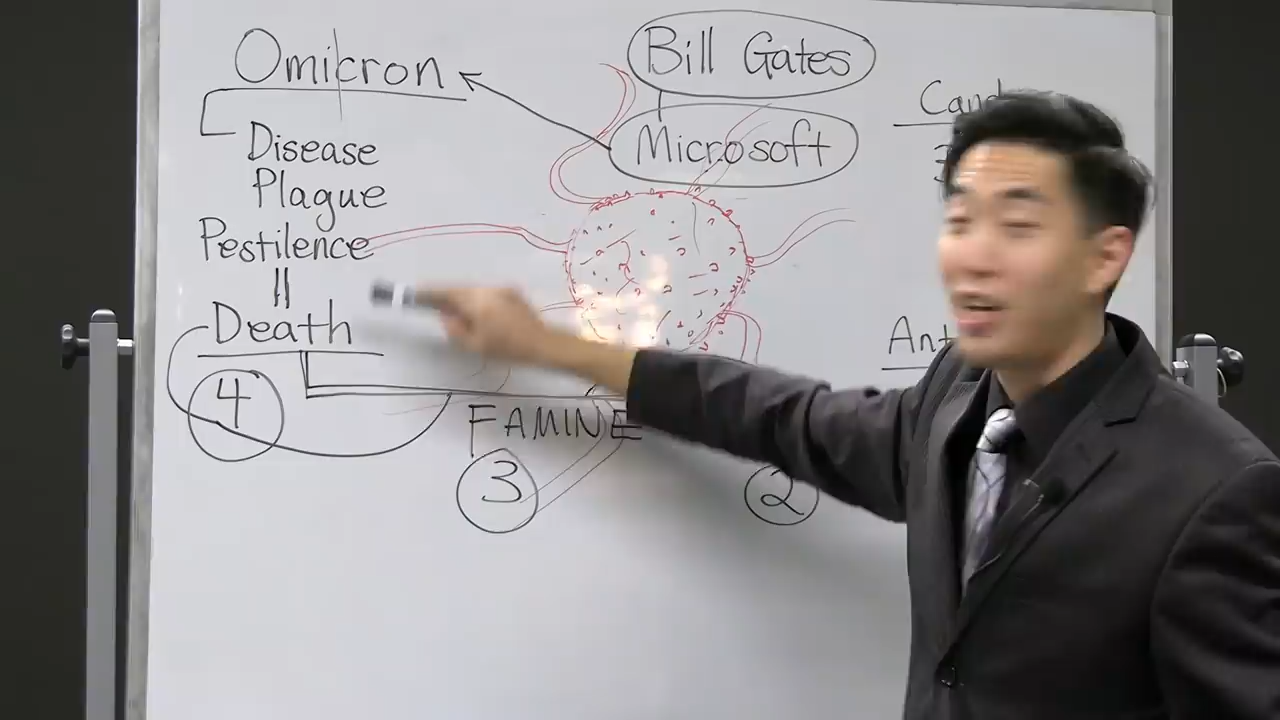 Omicron
Disease
Plague
Pestilence
Death
4
Bill Gates
Microsoft
FAMINE
3
2